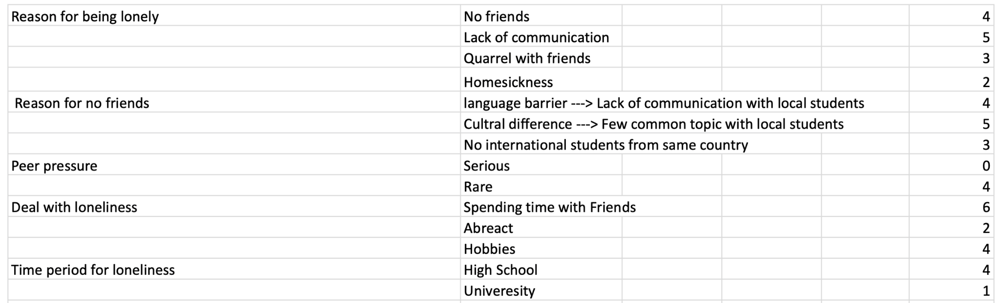 Reason for being lonely No friends 4
Lack of communication 5
Quarrel with friends 3
Homesickness 2
Reason for no friends language barrier ---> Lack of communication with local students 4
Cultral difference ---> Few common topic with local students 5
No international students from same country 3
Peer pressure Serious 0
Rare 4
Deal with loneliness Spending time with Friends 6
Abreact 2
Hobbies 4
Time period for loneliness High School 4
Univeresity 1